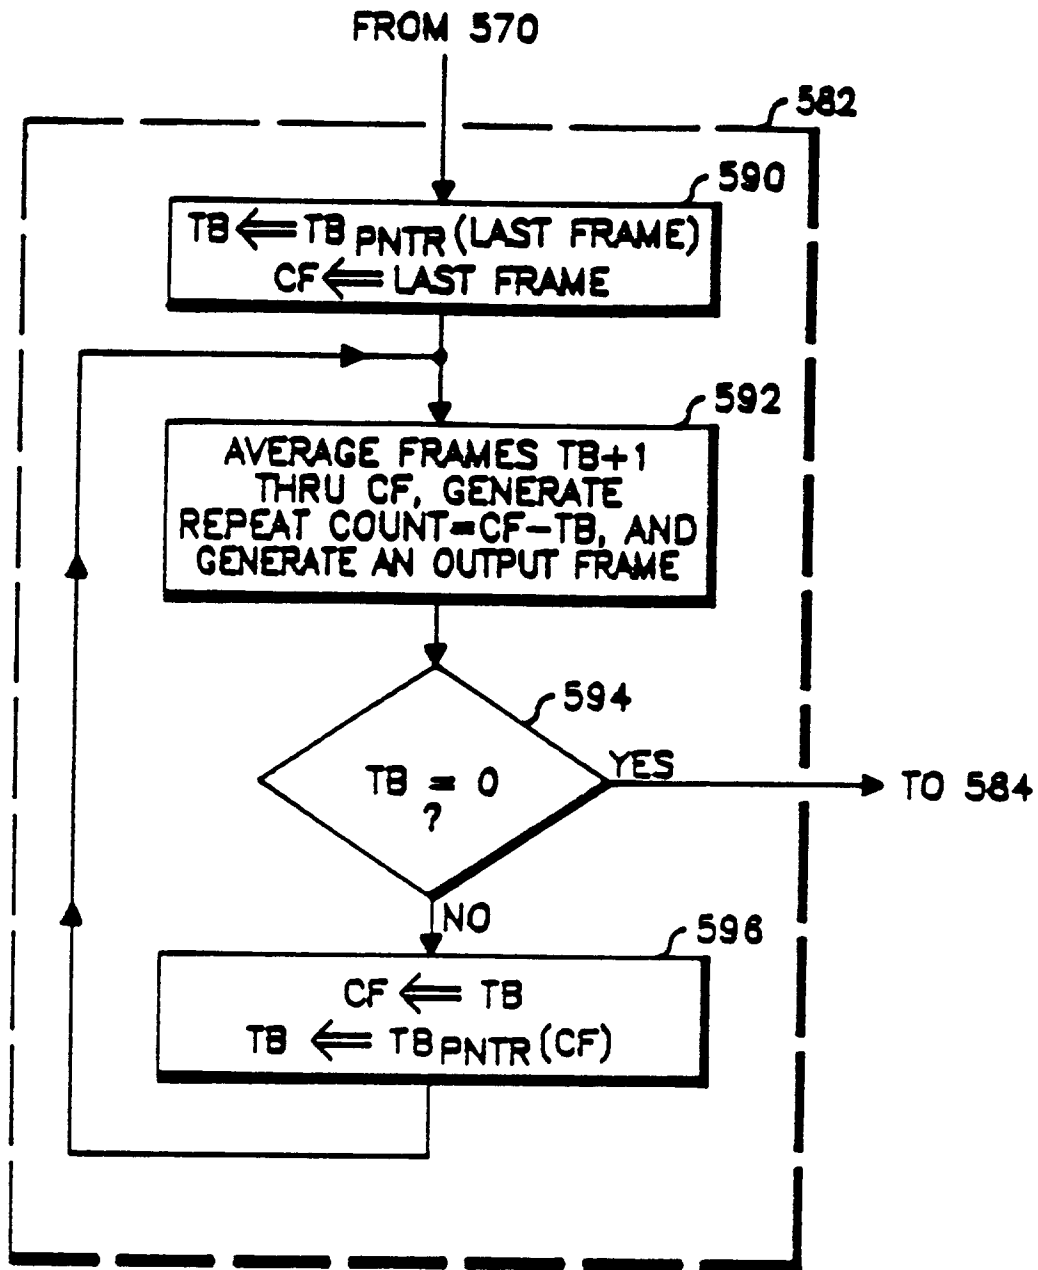 FROM 570
582
590
TB ⇐ TB PNTR (LAST FRAME)
CF ⇐ LAST FRAME
592
AVERAGE FRAMES TB+1
THRU CF, GENERATE
REPEAT COUNT=CF-TB, AND
GENERATE AN OUTPUT FRAME
594
TB = 0
?
YES
TO 584
NO
596
CF ⇐ TB
TB ⇐ TB PNTR (CF)